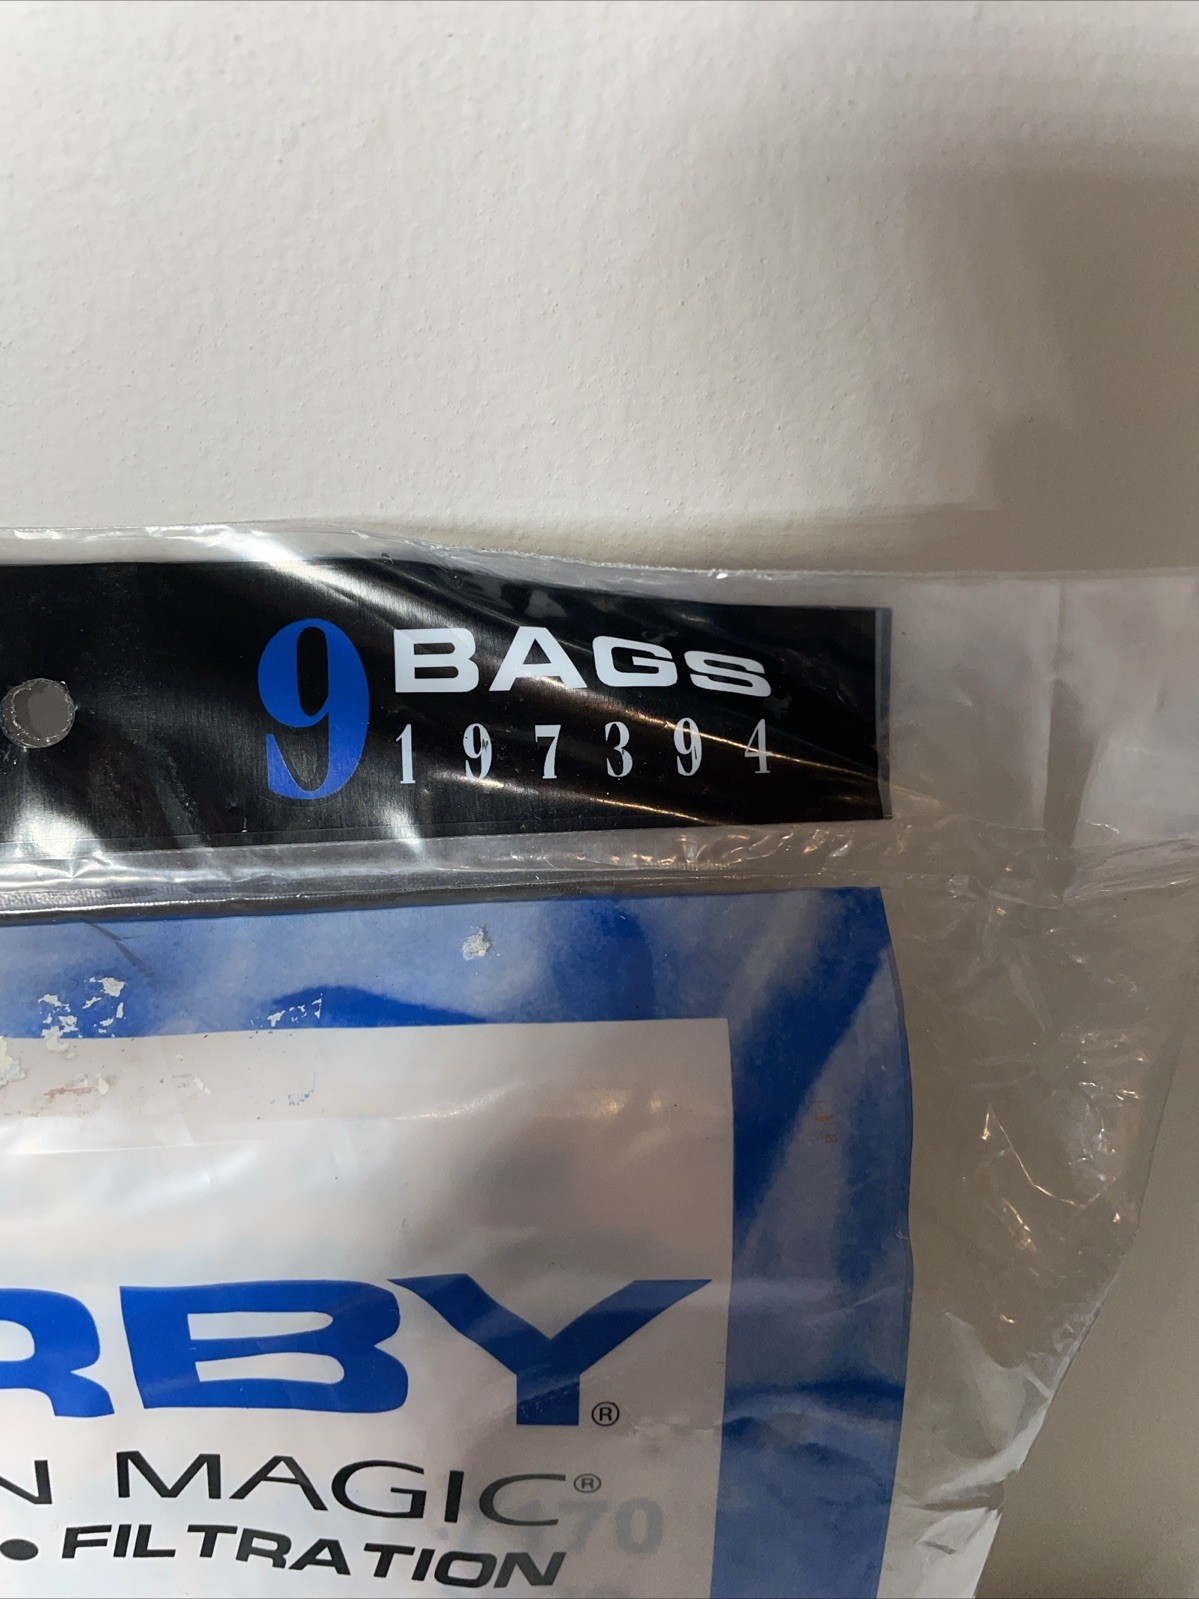 9 BAGS
197394
RBY®
N MAGIC®
• FILTRATION